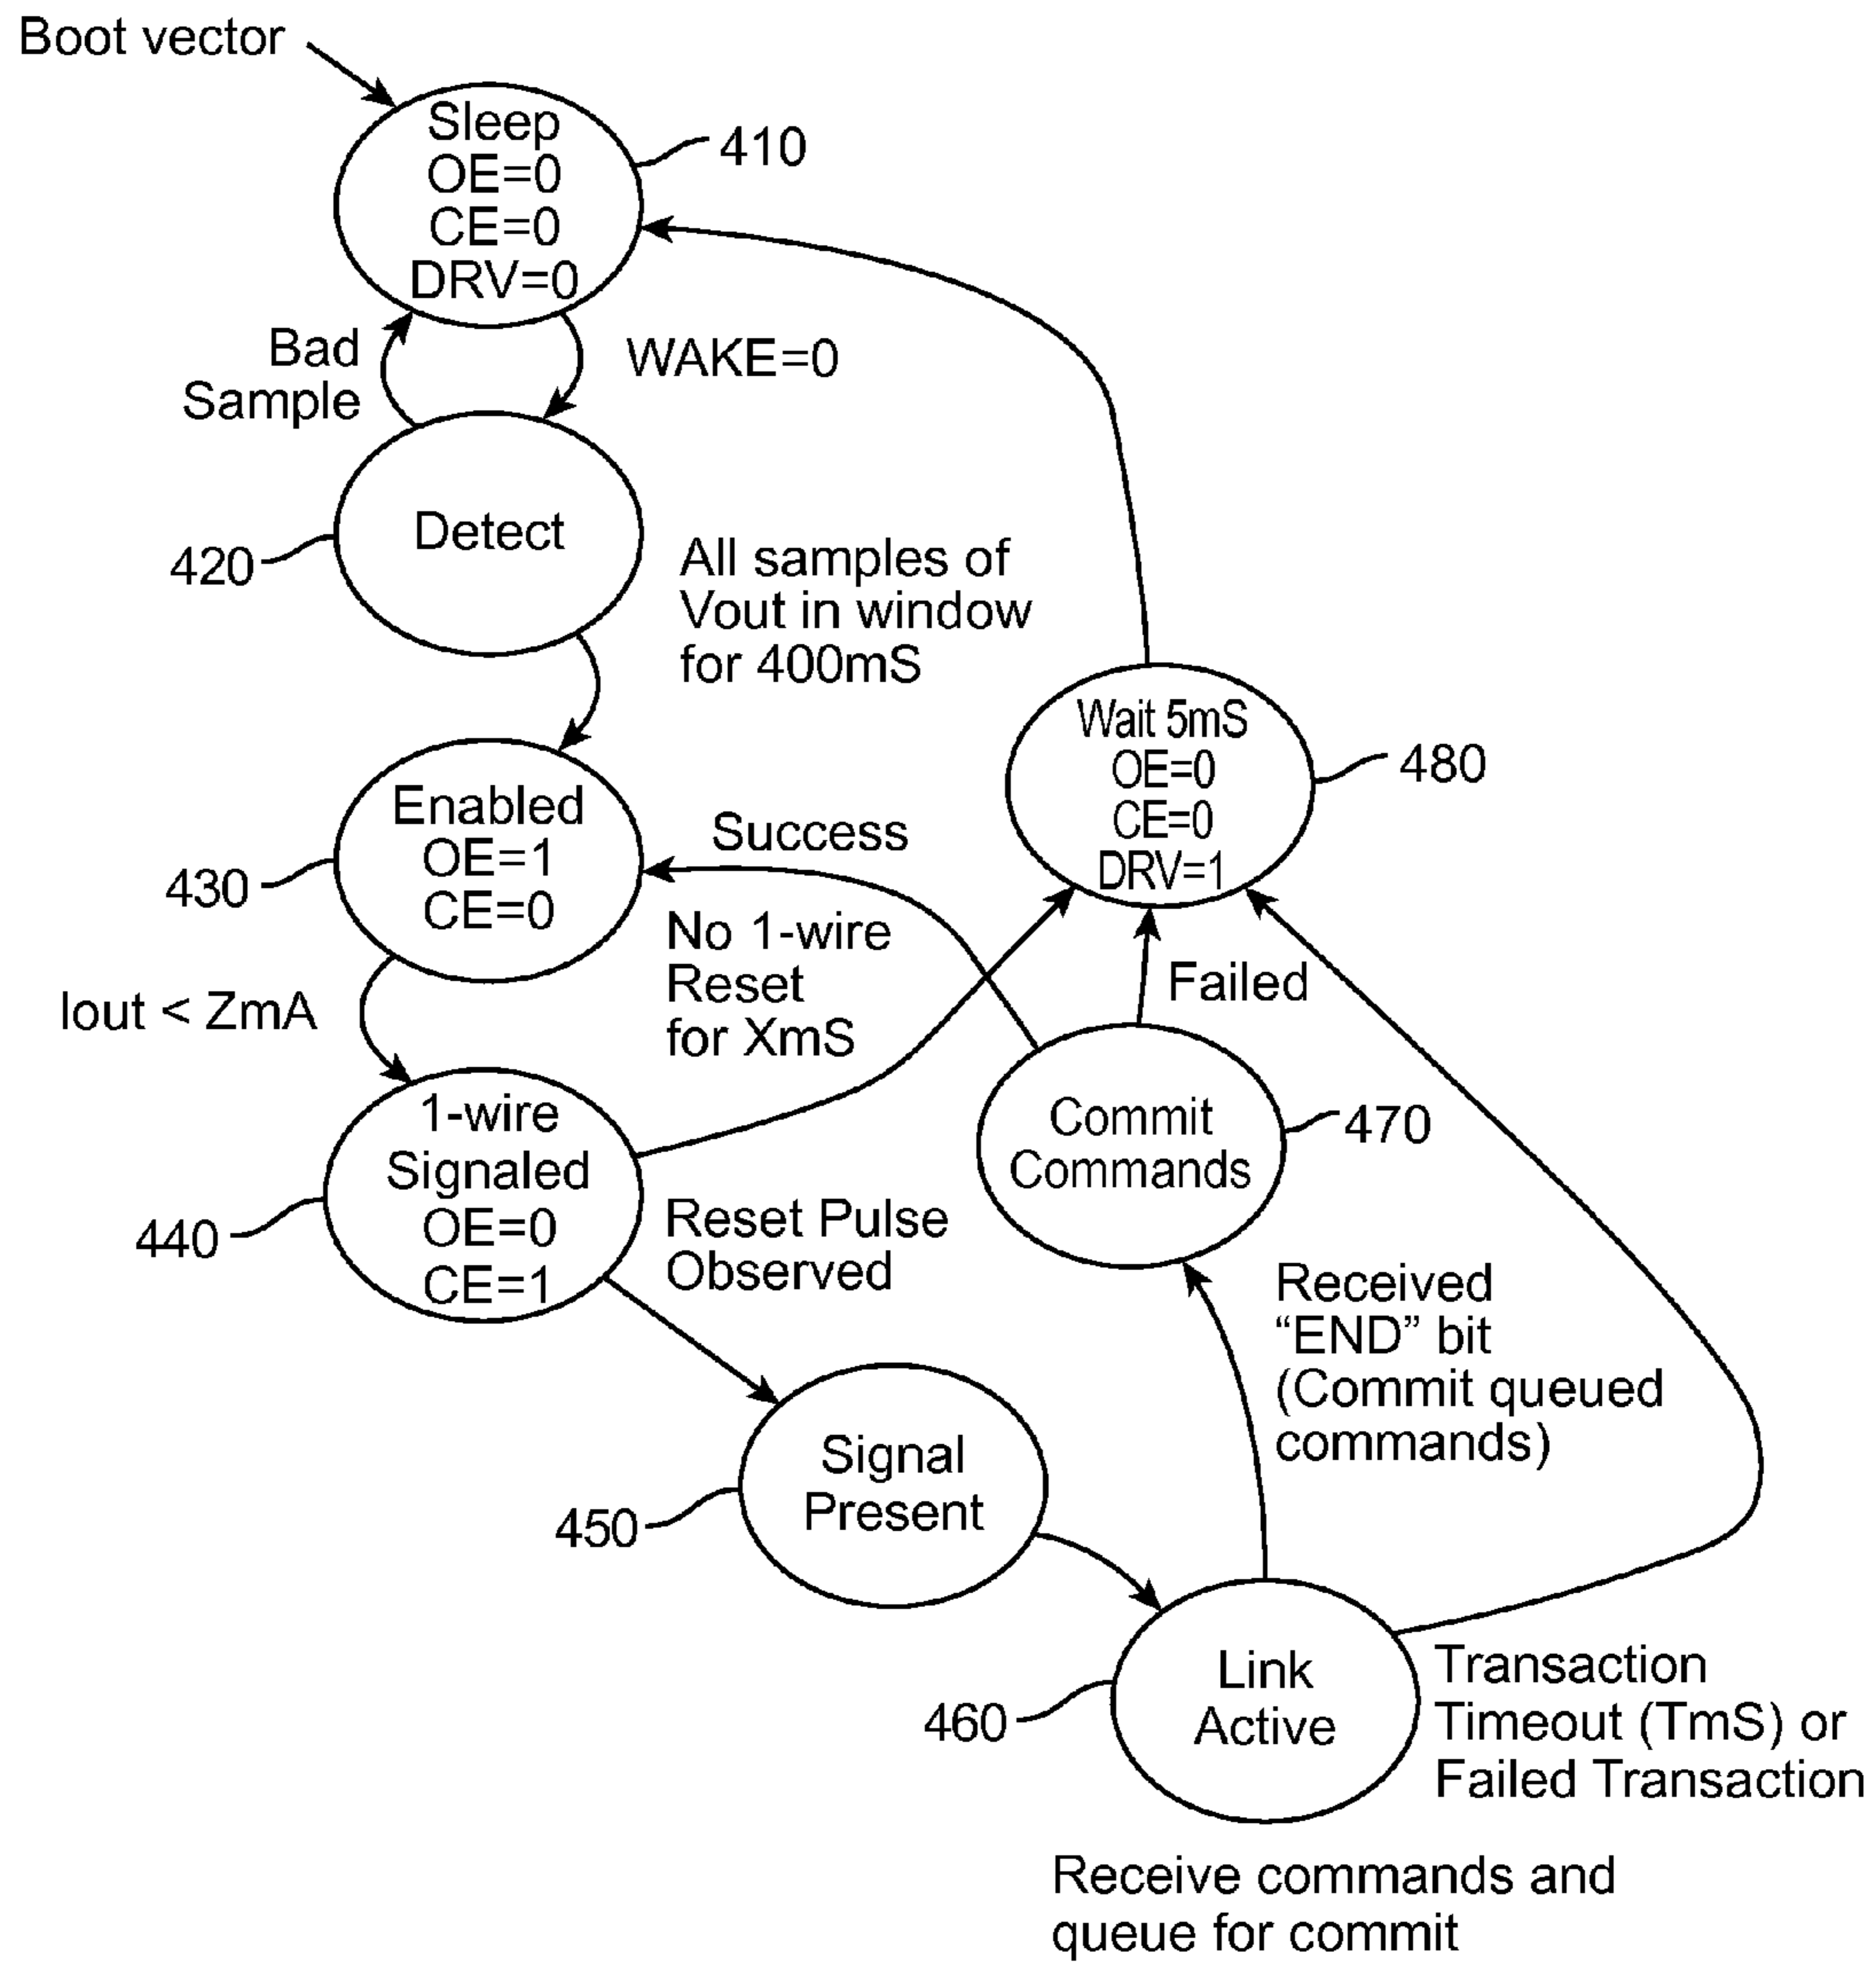 Boot vector
Sleep
OE=0
CE=0
DRV=0
410
Bad
Sample
WAKE=0
Detect
420
All samples of
Vout in window
for 400mS
Wait 5mS
OE=0
CE=0
DRV=1
480
Enabled
OE=1
CE=0
430
Success
No 1-wire
Reset
for XmS
Failed
Iout < ZmA
1-wire
Signaled
OE=0
CE=1
440
Commit
Commands
470
Reset Pulse
Observed
Received
“END” bit
(Commit queued
commands)
Signal
Present
450
Link
Active
460
Transaction
Timeout (TmS) or
Failed Transaction
Receive commands and
queue for commit